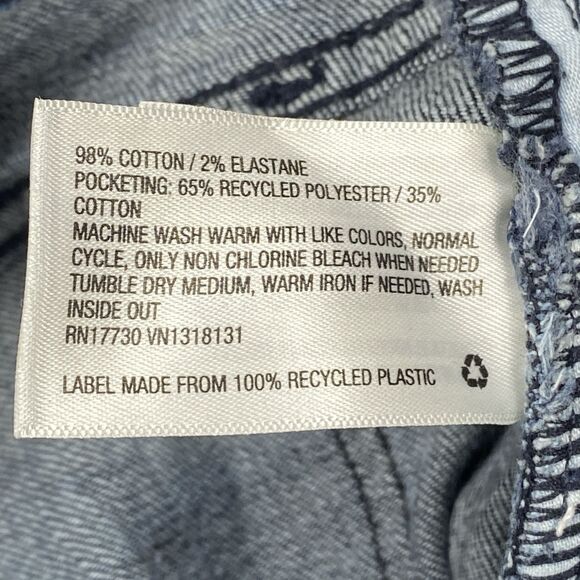 98% COTTON / 2% ELASTANE
POCKETING: 65% RECYCLED POLYESTER / 35%
COTTON
MACHINE WASH WARM WITH LIKE COLORS, NORMAL
CYCLE, ONLY NON CHLORINE BLEACH WHEN NEEDED
TUMBLE DRY MEDIUM, WARM IRON IF NEEDED, WASH
INSIDE OUT
RN17730 VN1318131
LABEL MADE FROM 100% RECYCLED PLASTIC